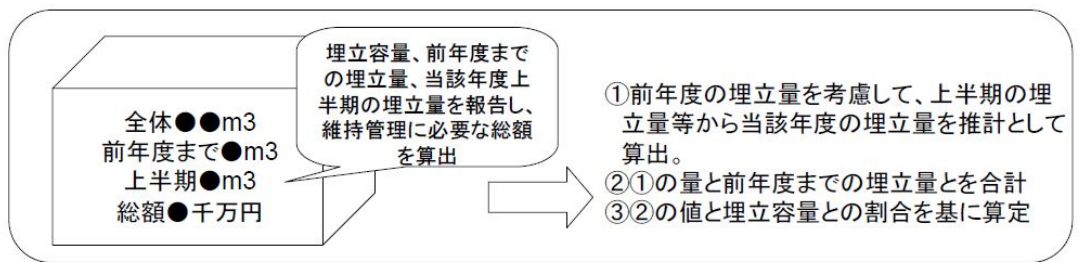 埋立容量、前年度まで
の埋立量、当該年度上
半期の埋立量を報告し、
維持管理に必要な総額
を算出
全体●●m3
前年度まで●m3
上半期●m3
総額●千万円
①前年度の埋立量を考慮して、上半期の埋
立量等から当該年度の埋立量を推計として
算出。
②①の量と前年度までの埋立量とを合計
③②の値と埋立容量との割合を基に算定